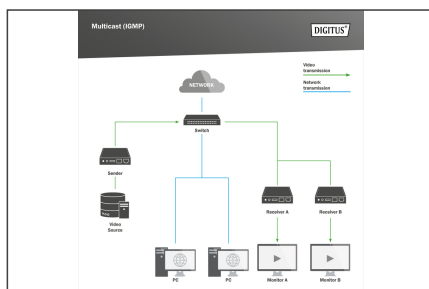 Multicast (IGMP)
DIGITUS®
Video
transmission
Network
transmission
NETWORK
Switch
Sender
Video
Source
Receiver A
Receiver B
PC
PC
Monitor A
Monitor B